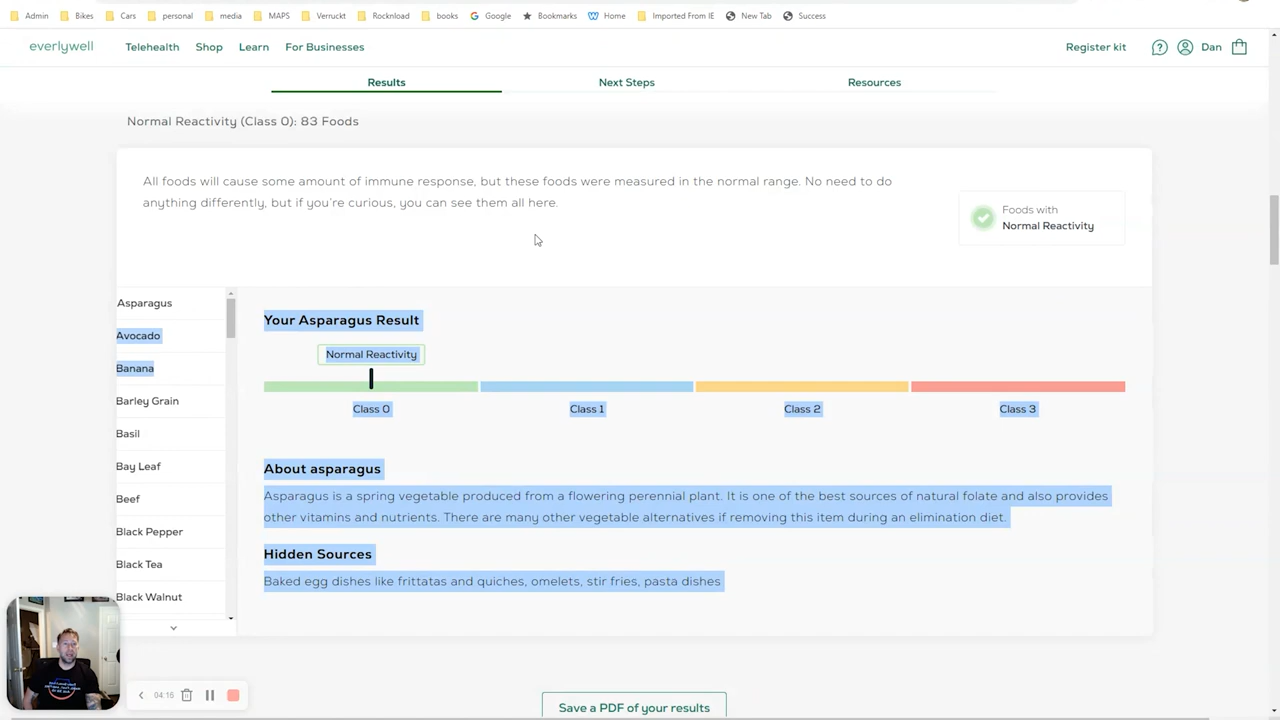 Admin Bikes Cars personal media MAPS Verruckt Rocknload books Google Bookmarks Home Imported From IE New Tab Success
everlywell Telehealth Shop Learn For Businesses Register kit Dan
Results Next Steps Resources
Normal Reactivity (Class 0): 83 Foods
All foods will cause some amount of immune response, but these foods were measured in the normal range. No need to do
anything differently, but if you're curious, you can see them all here.
Foods with
Normal Reactivity
Asparagus
Avocado
Banana
Barley Grain
Basil
Bay Leaf
Beef
Black Pepper
Black Tea
Black Walnut
Your Asparagus Result
Normal Reactivity
Class 0 Class 1 Class 2 Class 3
About asparagus
Asparagus is a spring vegetable produced from a flowering perennial plant. It is one of the best sources of natural folate and also provides
other vitamins and nutrients. There are many other vegetable alternatives if removing this item during an elimination diet.
Hidden Sources
Baked egg dishes like frittatas and quiches, omelets, stir fries, pasta dishes
04:16
Save a PDF of your results